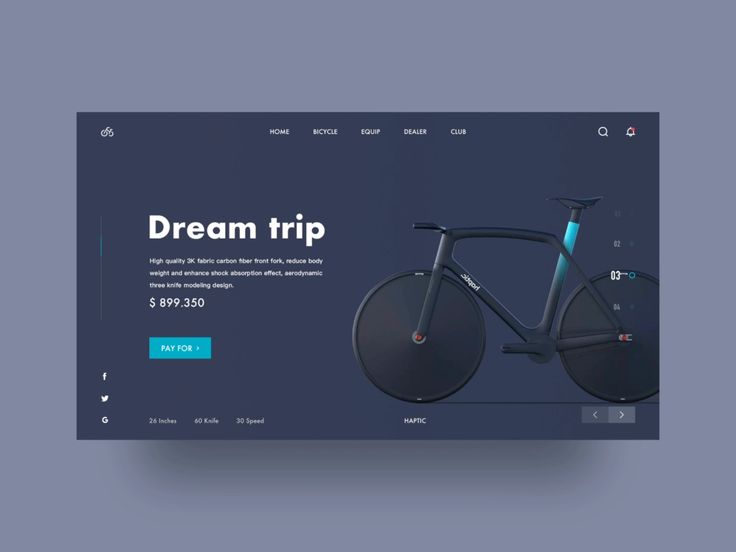 HOME BICYCLE EQUIP DEALER CLUB
Dream trip
High quality 3K fabric carbon fiber front fork, reduce body
weight and enhance shock absorption effect, aerodynamic
three knife modeling design.
$ 899.350
PAY FOR >
02
03
04
f
G
26 Inches 60 Knife 30 Speed
HAPTIC
< >